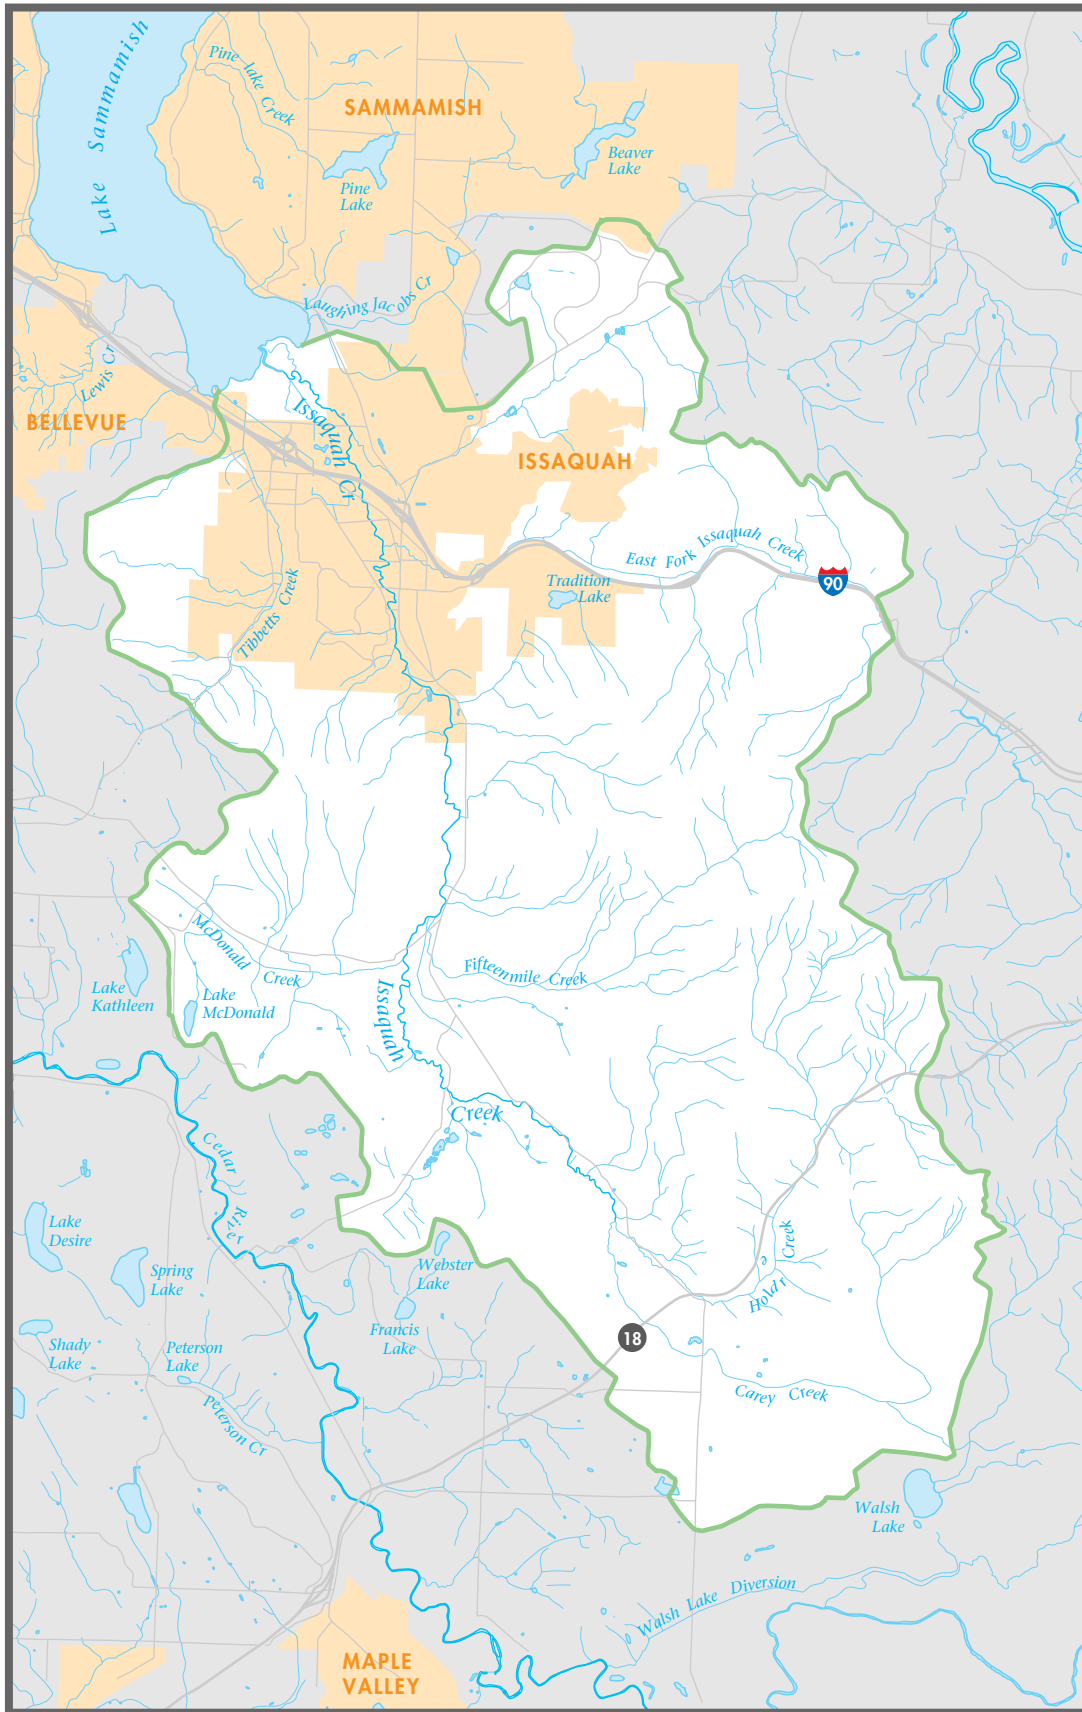 Lake Sammamish
Pine lake Creek
SAMMAMISH
Beaver
Lake
Pine
Lake
Laughing Jacobs Cr
Lewis Cr
BELLEVUE
Issaquah Cr
ISSAQUAH
East Fork Issaquah Creek
90
Tradition
Lake
Tibbetts Creek
McDonald Creek
Fifteenmile Creek
Lake
Kathleen
Lake
McDonald
Issaquah
Creek
Cedar
River
Lake
Desire
Spring
Lake
Webster
Lake
Holdr e Creek
Francis
Lake
18
Shady
Lake
Peterson
Lake
Carey Creek
Peterson Cr
Walsh
Lake
Walsh Lake Diversion
MAPLE
VALLEY